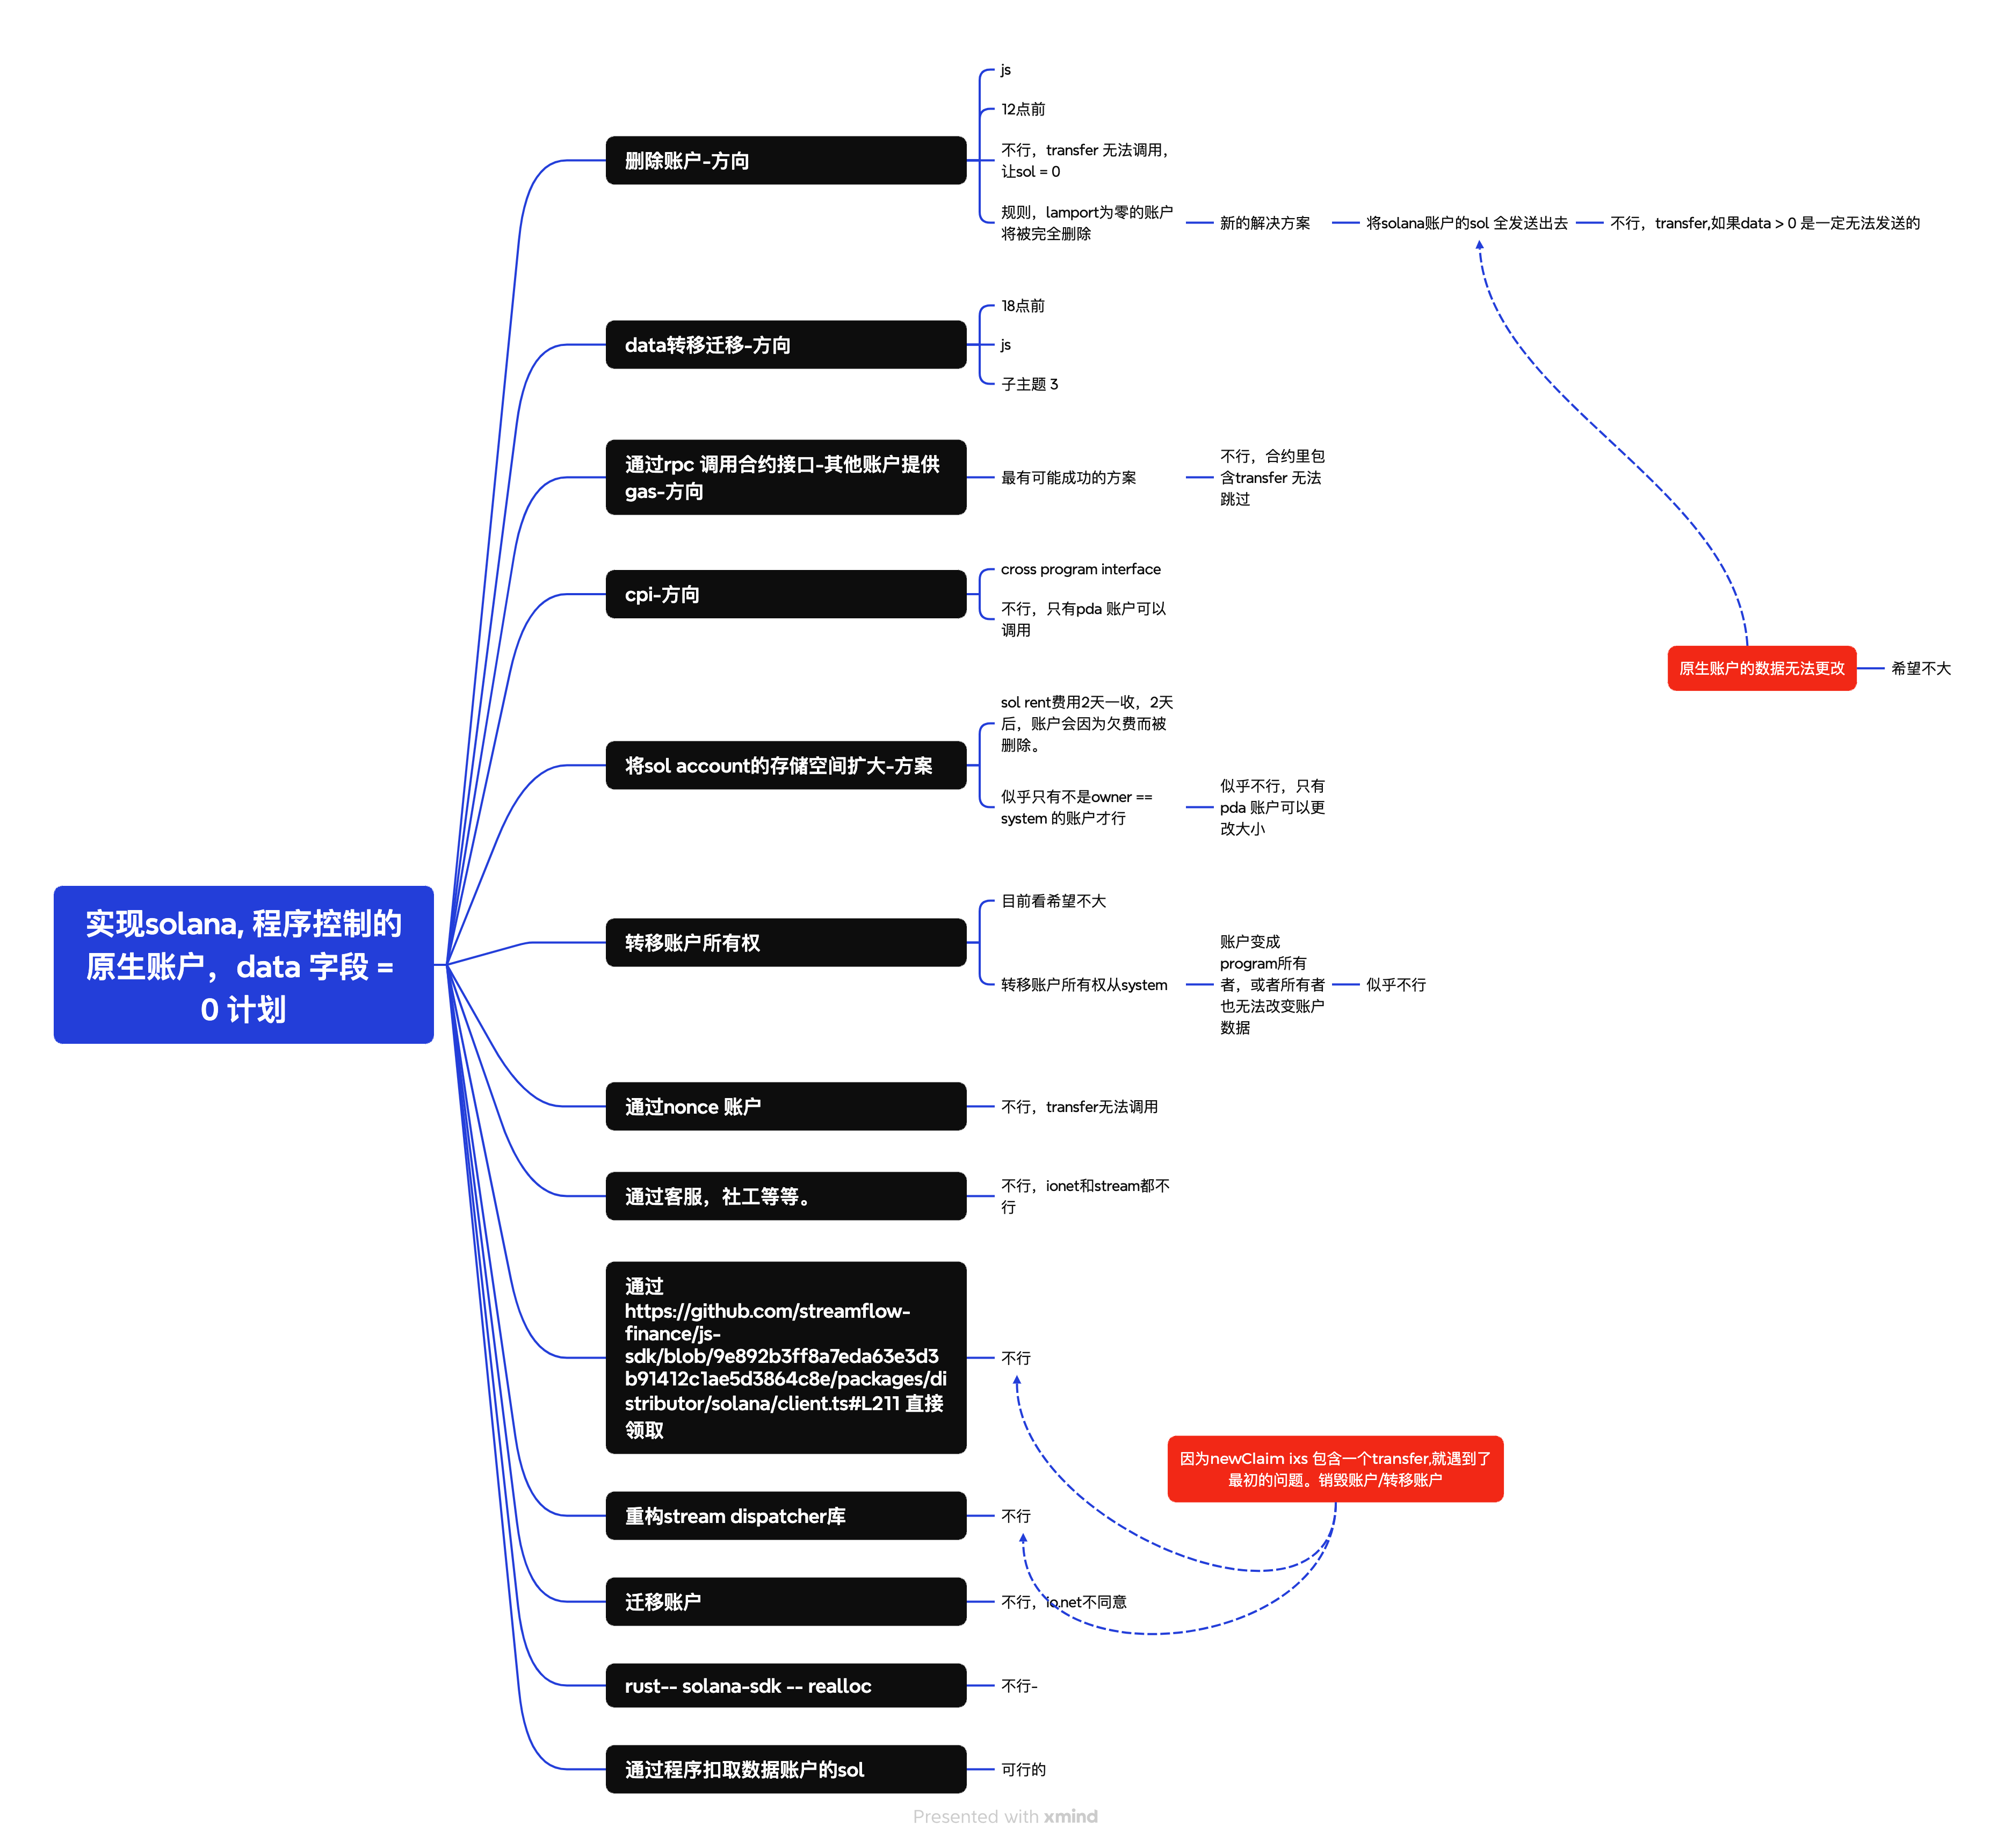 实现solana, 程序控制的
原生账户，data 字段 =
0 计划
删除账户-方向
js
12点前
不行，transfer 无法调用，
让sol = 0
规则，lamport为零的账户
将被完全删除
新的解决方案
将solana账户的sol 全发送出去
不行，transfer,如果data > 0 是一定无法发送的
data转移迁移-方向
18点前
js
子主题 3
通过rpc 调用合约接口-其他账户提供
gas-方向
最有可能成功的方案
不行，合约里包
含transfer 无法
跳过
cpi-方向
cross program interface
不行，只有pda 账户可以
调用
原生账户的数据无法更改
希望不大
将sol account的存储空间扩大-方案
sol rent费用2天一收，2天
后，账户会因为欠费而被
删除。
似乎只有不是owner ==
system 的账户才行
似乎不行，只有
pda 账户可以更
改大小
转移账户所有权
目前看希望不大
转移账户所有权从system
账户变成
program所有
者，或者所有者
也无法改变账户
数据
似乎不行
通过nonce 账户
不行，transfer无法调用
通过客服，社工等等。
不行，ionet和stream都不
行
通过
https://github.com/streamflow-
finance/js-
sdk/blob/9e892b3ff8a7eda63e3d3
b91412c1ae5d3864c8e/packages/di
stributor/solana/client.ts#L211 直接
领取
不行
因为newClaim ixs 包含一个transfer,就遇到了
最初的问题。销毁账户/转移账户
重构stream dispatcher库
不行
迁移账户
不行，io.net不同意
rust-- solana-sdk -- realloc
不行-
通过程序扣取数据账户的sol
可行的
Presented with xmind